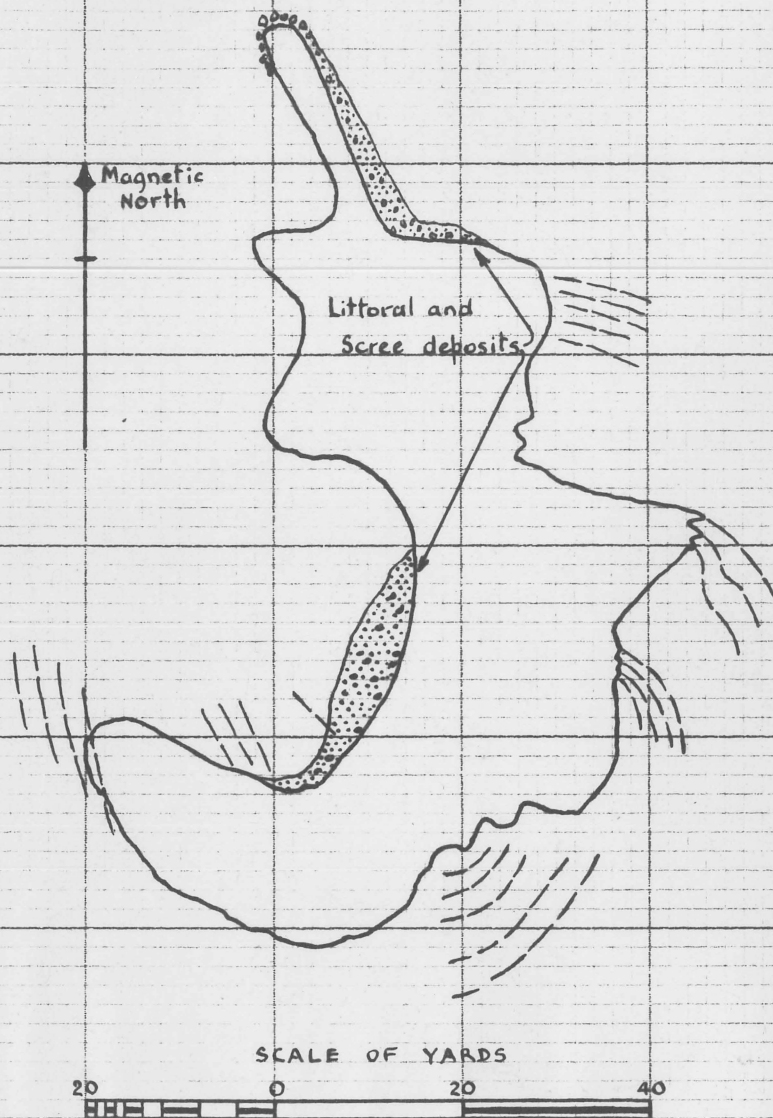 Magnetic
North
Littoral and
Scree deposits
SCALE OF YARDS
20 0 20 40